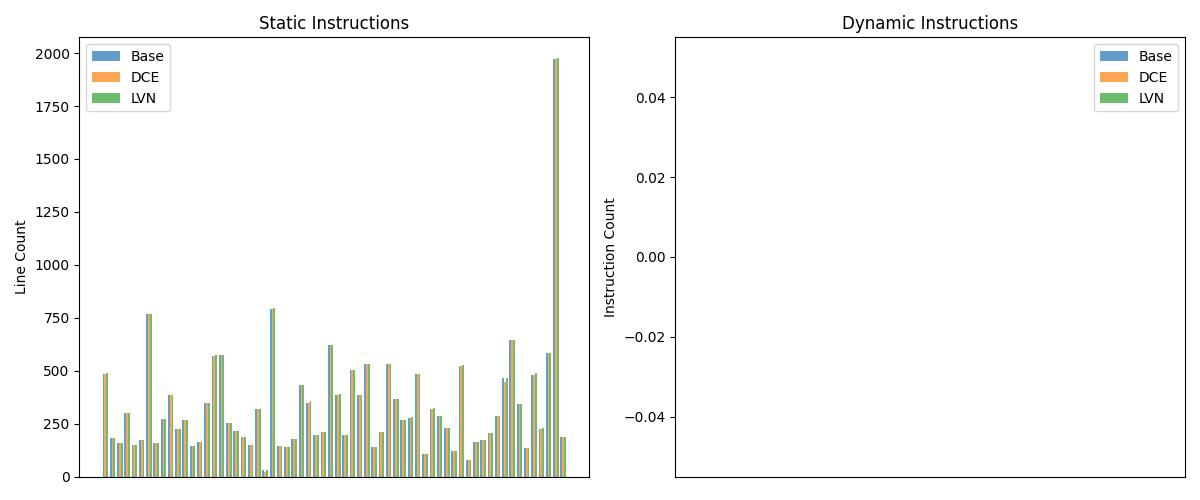 Static Instructions
Line Count
2000
1750
1500
1250
1000
750
500
250
0
Base
DCE
LVN
Dynamic Instructions
Instruction Count
0.04
0.02
0.00
−0.02
−0.04
Base
DCE
LVN